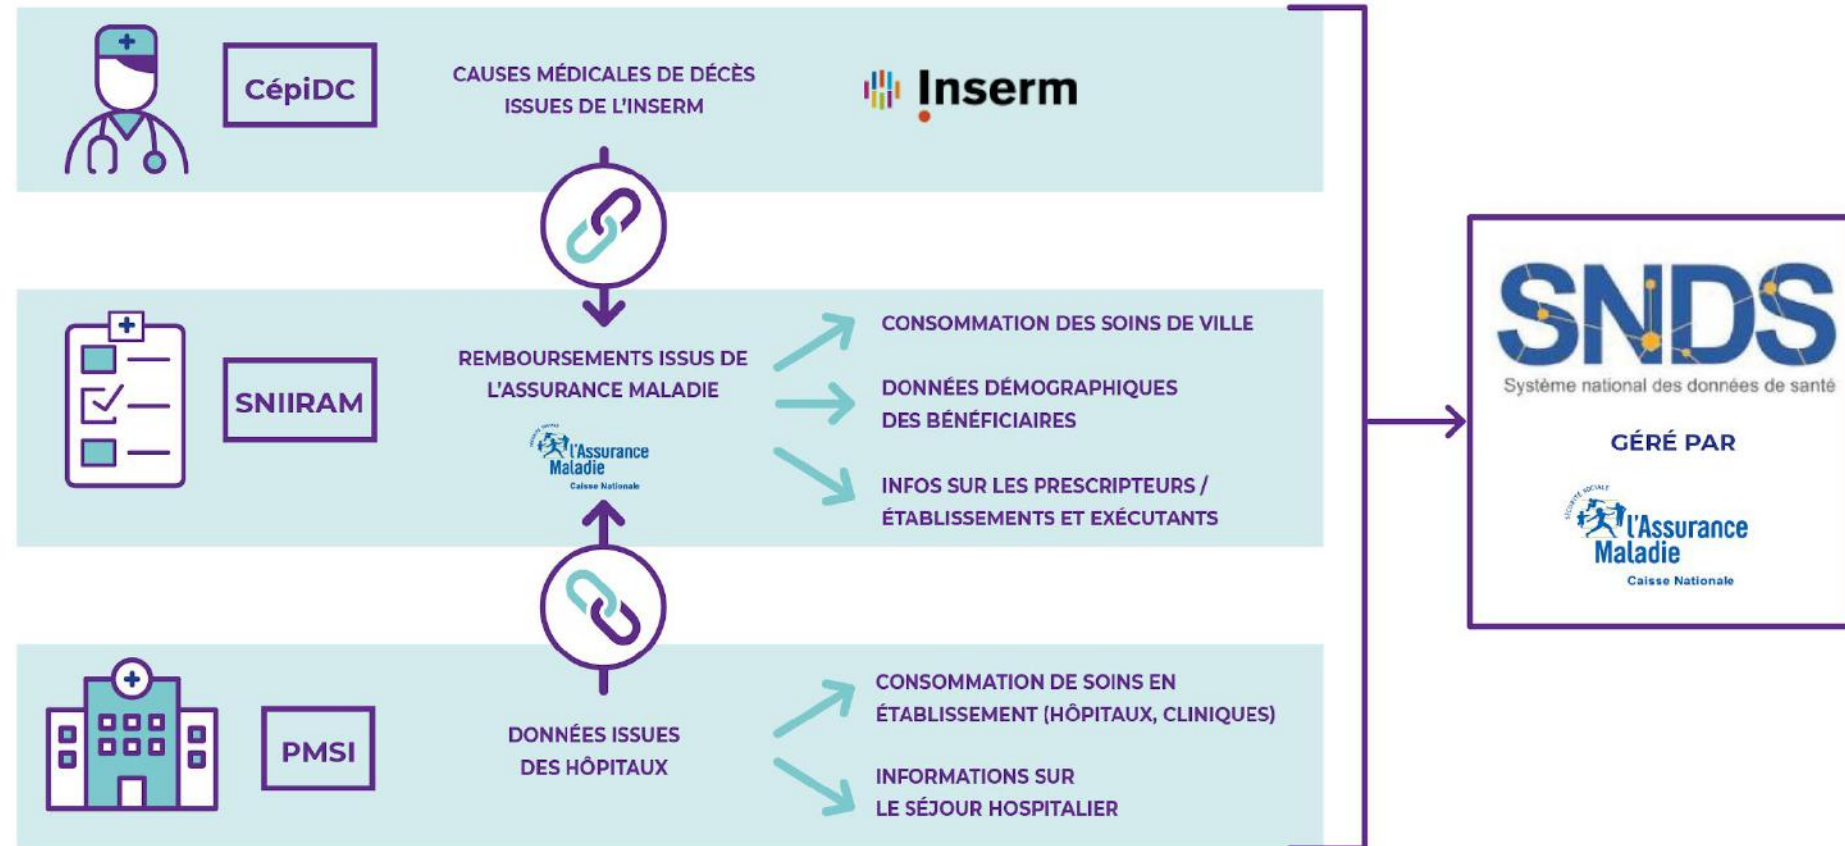 CépiDC
CAUSES MÉDICALES DE DÉCÈS
ISSUES DE L'INSERM
Inserm
SNIIRAM
REMBOURSEMENTS ISSUS DE
L'ASSURANCE MALADIE
l'Assurance
Maladie
Caisse Nationale
CONSOMMATION DES SOINS DE VILLE
DONNÉES DÉMOGRAPHIQUES
DES BÉNÉFICIAIRES
INFOS SUR LES PRESCRIPTEURS /
ÉTABLISSEMENTS ET EXÉCUTANTS
PMSI
DONNÉES ISSUES
DES HÔPITAUX
CONSOMMATION DE SOINS EN
ÉTABLISSEMENT (HÔPITAUX, CLINIQUES)
INFORMATIONS SUR
LE SÉJOUR HOSPITALIER
SNDS
Système national des données de santé
GÉRÉ PAR
SÉCURITÉ SOCIALE
l'Assurance
Maladie
Caisse Nationale